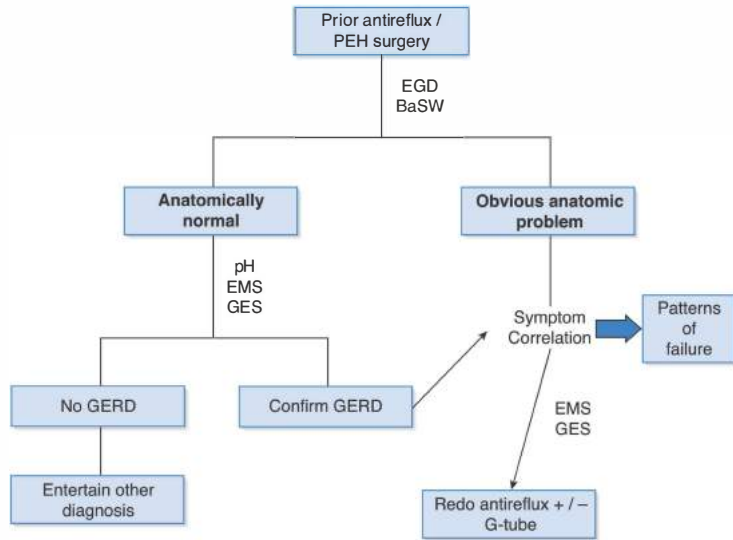 Prior antireflux /
PEH surgery
EGD
BaSW
Anatomically
normal
Obvious anatomic
problem
pH
EMS
GES
Symptom
Correlation
Patterns
of
failure
No GERD
Confirm GERD
EMS
GES
Entertain other
diagnosis
Redo antireflux + / –
G-tube